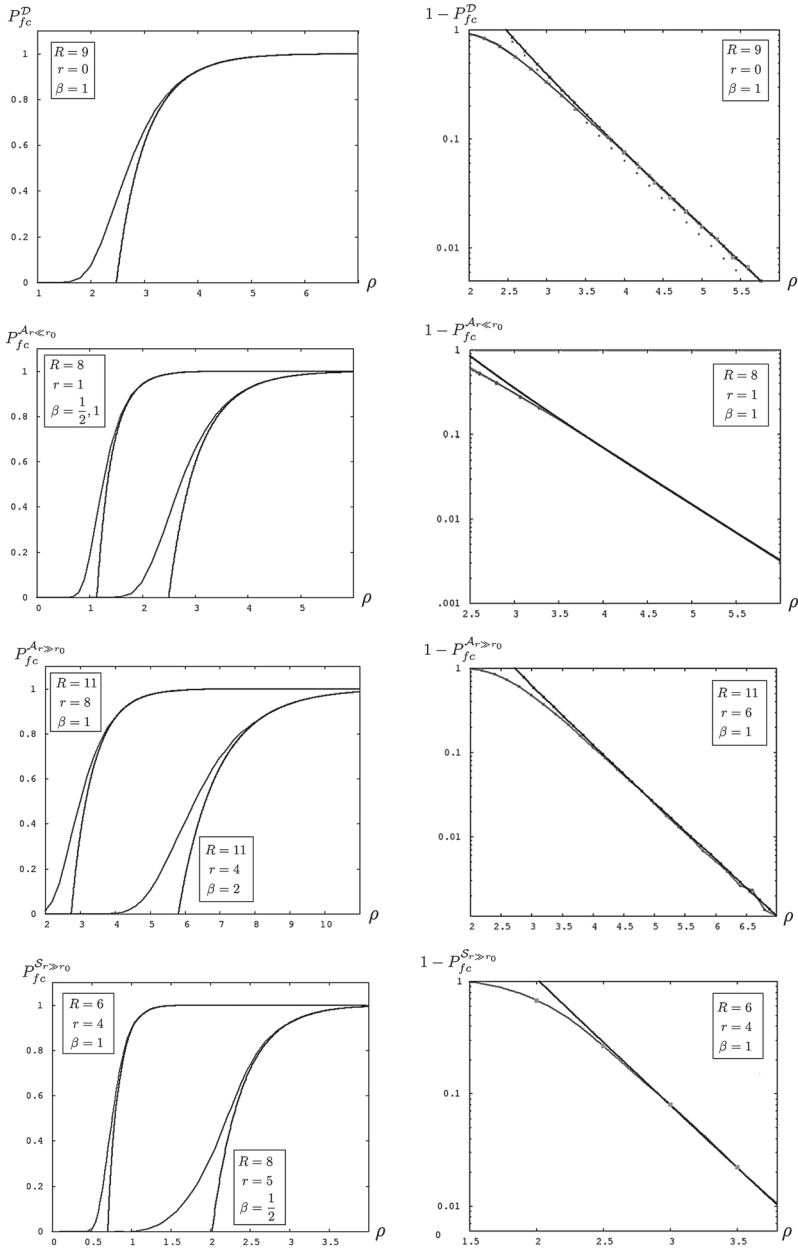 P_{fc}^{\mathcal{D}}
R = 9
r = 0
β = 1
1
0.8
0.6
0.4
0.2
0
1 2 3 4 5 6
ρ
1 − P_{fc}^{\mathcal{D}}
R = 9
r = 0
β = 1
1
0.1
0.01
2 2.5 3 3.5 4 4.5 5 5.5
ρ
P_{fc}^{\mathcal{A}_{r≪r_0}}
R = 8
r = 1
β = 1/2, 1
1
0.8
0.6
0.4
0.2
0
0 1 2 3 4 5
ρ
1 − P_{fc}^{\mathcal{A}_{r≪r_0}}
R = 8
r = 1
β = 1
1
0.1
0.01
.001
2.5 3 3.5 4 4.5 5 5.5
ρ
P_{fc}^{\mathcal{A}_{r≫r_0}}
R = 11
r = 8
β = 1
R = 11
r = 4
β = 2
1
0.8
0.6
0.4
0.2
0
2 3 4 5 6 7 8 9 10
ρ
1 − P_{fc}^{\mathcal{A}_{r≫r_0}}
R = 11
r = 6
β = 1
1
0.1
0.01
2 2.5 3 3.5 4 4.5 5 5.5 6 6.5
ρ
P_{fc}^{\mathcal{S}_{r≫r_0}}
R = 6
r = 4
β = 1
R = 8
r = 5
β = 1/2
1
0.8
0.6
0.4
0.2
0
0 0.5 1 1.5 2 2.5 3 3.5
ρ
1 − P_{fc}^{\mathcal{S}_{r≫r_0}}
R = 6
r = 4
β = 1
1
0.1
0.01
0
1.5 2 2.5 3 3.5
ρ